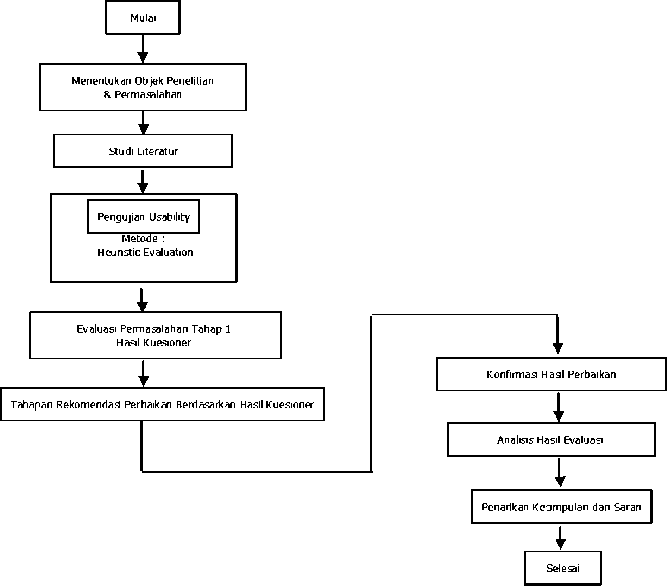 Mulai
Menentukan Objek Penelitian
& Permasalahan
Studi Literatur
Pengujian Usability
Metode :
Heuristic Evaluation
Evaluasi Permasalahan Tahap 1
Hasil Kuesioner
Tahapan Rekomendasi Perbaikan Berdasarkan Hasil Kuesioner
Konfirmasi Hasil Perbaikan
Analisis Hasil Evaluasi
Penarikan Kesimpulan dan Saran
Selesai